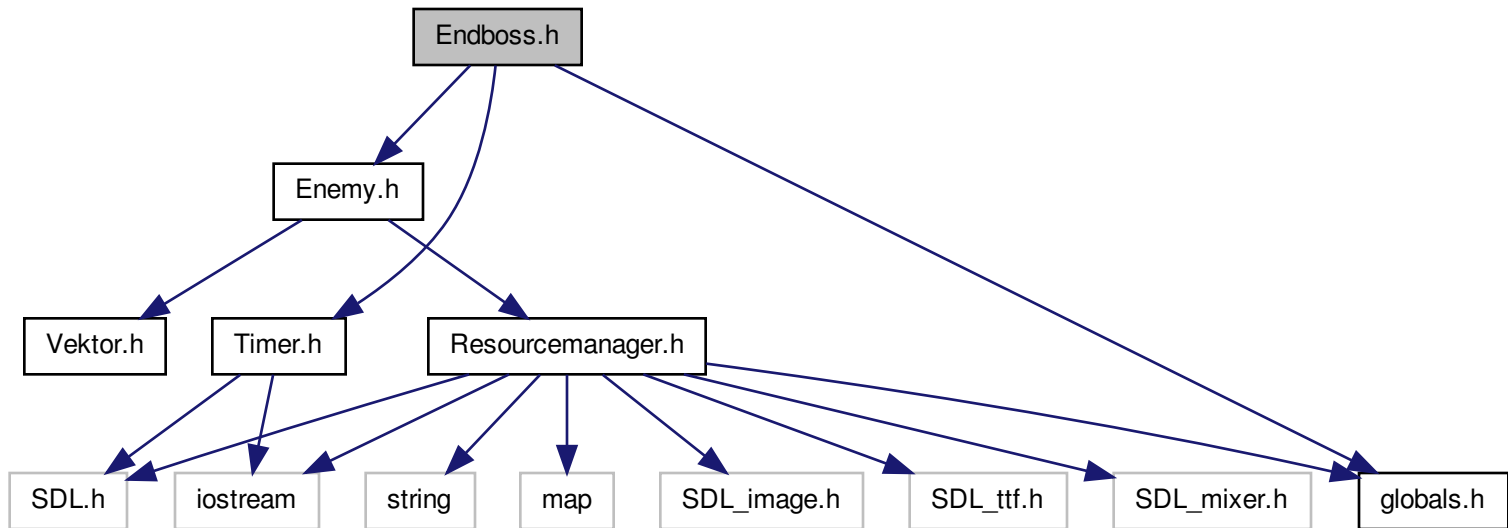 Endboss.h
Enemy.h
Vektor.h
Timer.h
Resourcemanager.h
SDL.h
iostream
string
map
SDL_image.h
SDL_ttf.h
SDL_mixer.h
globals.h